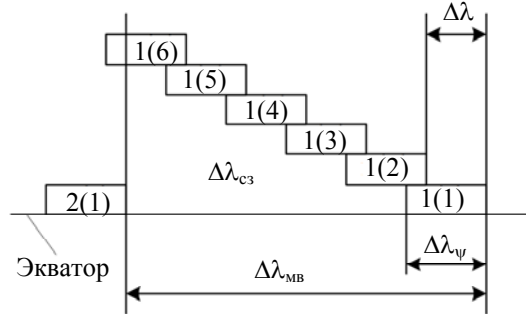 Δλ
1(6)
1(5)
1(4)
1(3)
1(2)
Δλсз
2(1)
1(1)
Экватор
Δλψ
Δλмв